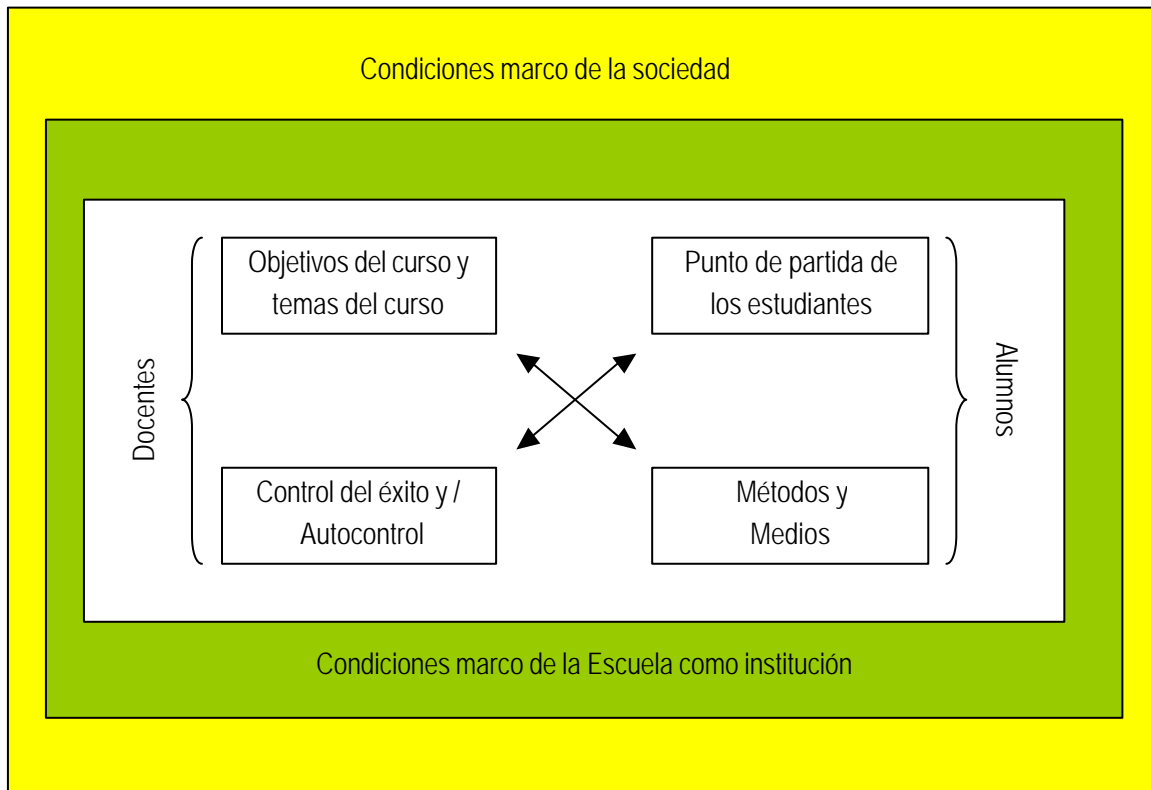 Condiciones marco de la sociedad
Docentes
Objetivos del curso y
temas del curso
Punto de partida de
los estudiantes
Control del éxito y /
Autocontrol
Métodos y
Medios
Alumnos
Condiciones marco de la Escuela como institución